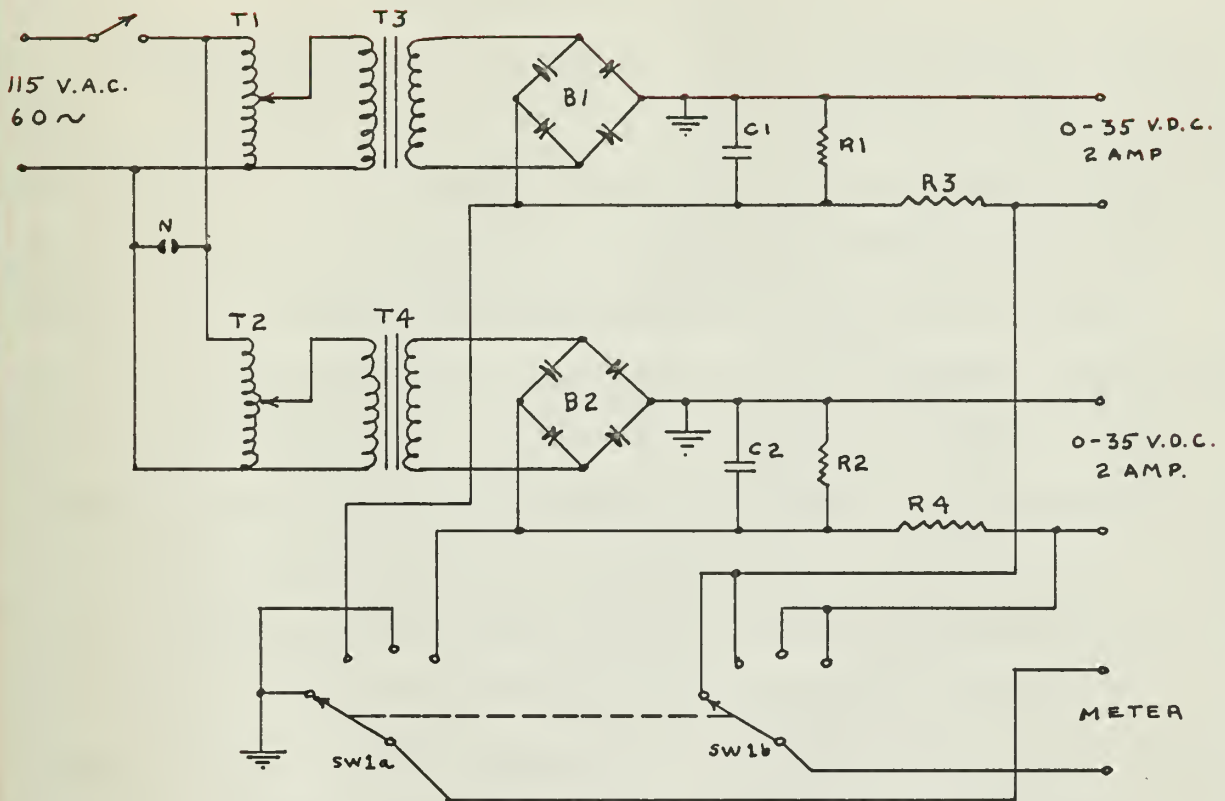 T1
T3
115 V.A.C.
60 ~
B1
C1
R1
0-35 V.D.C.
2 AMP
R3
N
T2
T4
B2
C2
R2
0-35 V.D.C.
2 AMP.
R4
SW1a
SW1b
METER